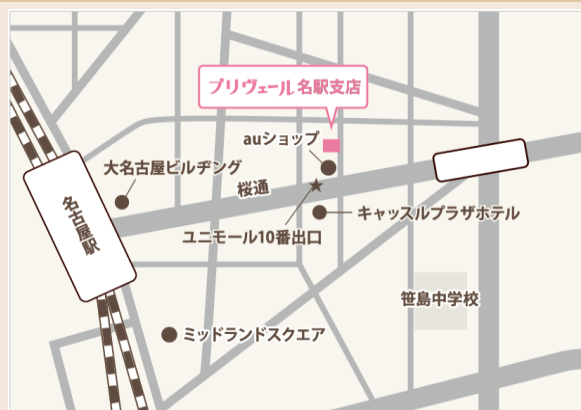 プリヴェール 名駅支店
auショップ
大名古屋ビルヂング
桜通
名古屋駅
キャッスルプラザホテル
ユニモール10番出口
笹島中学校
ミッドランドスクエア